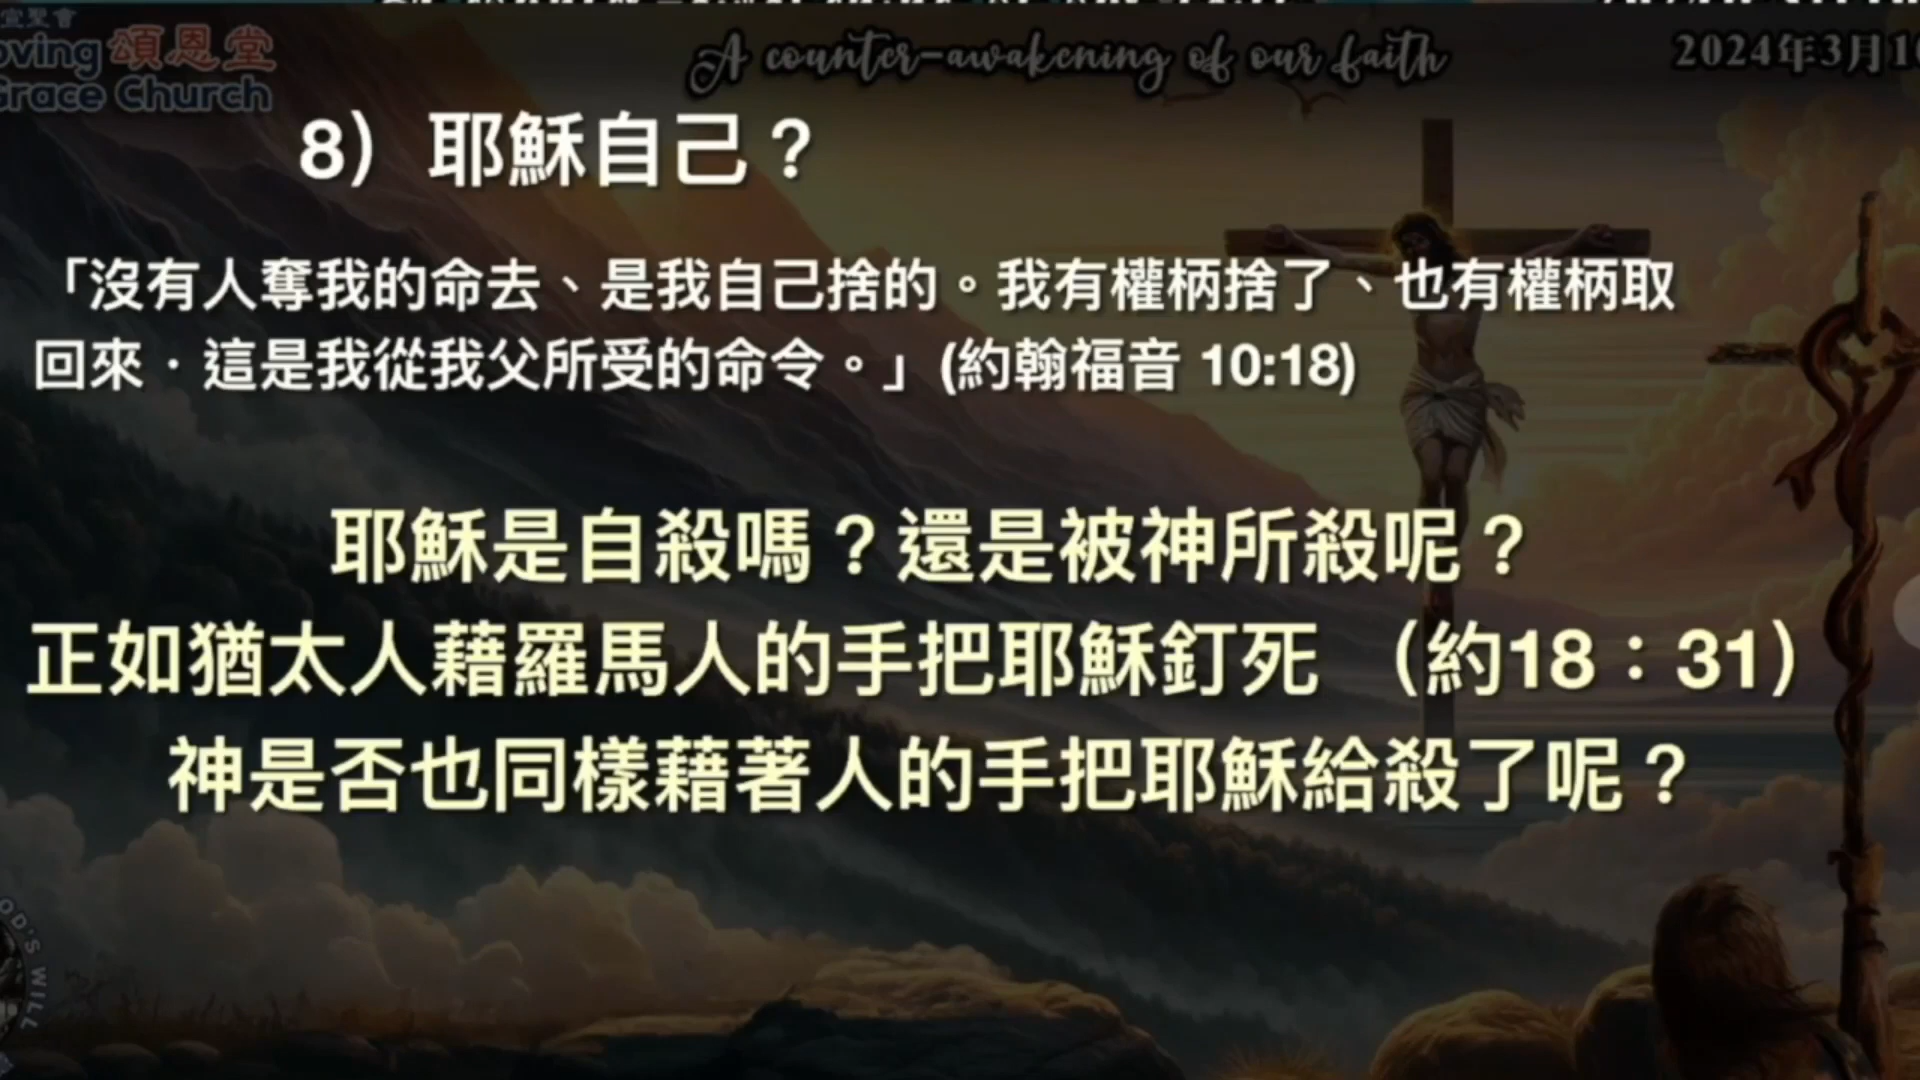 宣聖會
oving 頌恩堂
Grace Church
A counter-awakening of our faith
2024年3月10
8）耶穌自己？
「沒有人奪我的命去、是我自己捨的。我有權柄捨了、也有權柄取
回來．這是我從我父所受的命令。」(約翰福音 10:18)
耶穌是自殺嗎？還是被神所殺呢？
正如猶太人藉羅馬人的手把耶穌釘死 （約18：31）
神是否也同樣藉著人的手把耶穌給殺了呢？
OD'S WILL